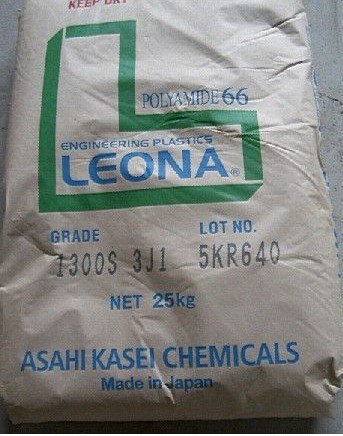 KEEP DRY
POLYAMIDE 66
ENGINEERING PLASTICS
LEONA®
GRADE LOT NO.
1300S 3J1 5KR640
NET 25kg
ASAHI KASEI CHEMICALS
Made in Japan